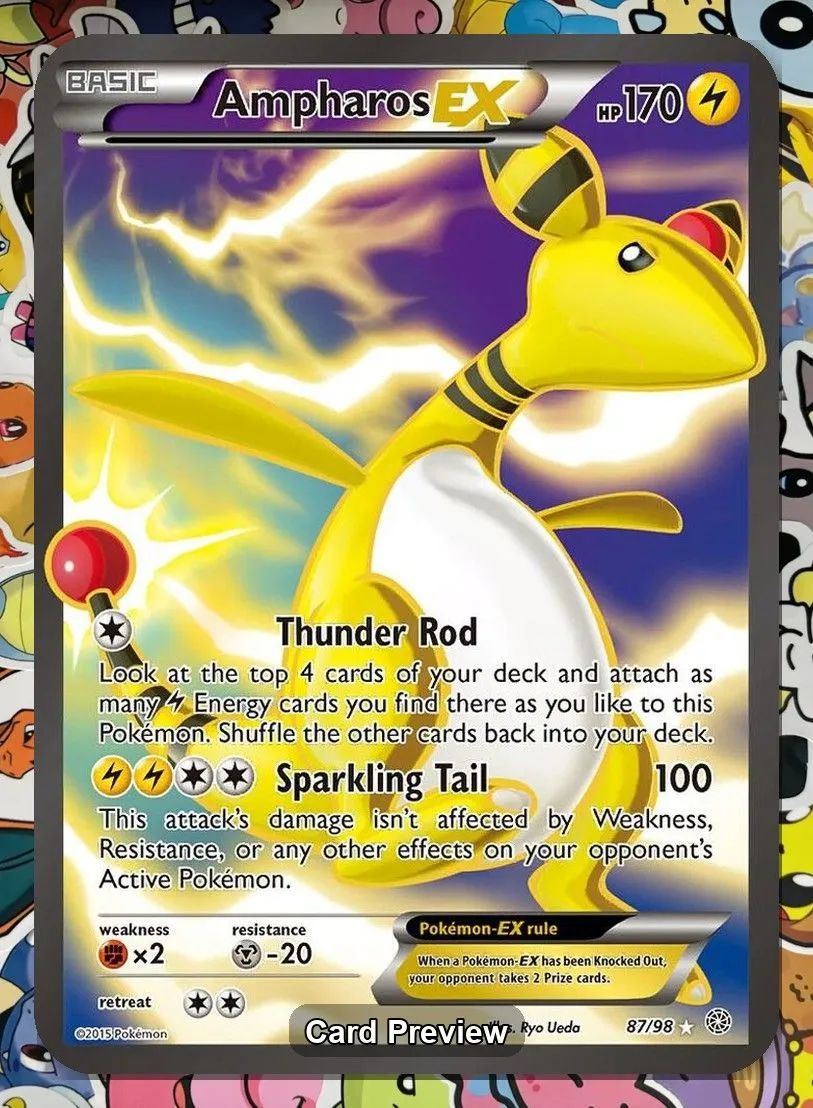 BASIC
Ampharos EX
HP 170
Thunder Rod
Look at the top 4 cards of your deck and attach as
many Energy cards you find there as you like to this
Pokémon. Shuffle the other cards back into your deck.
Sparkling Tail 100
This attack's damage isn't affected by Weakness,
Resistance, or any other effects on your opponent's
Active Pokémon.
weakness
×2
resistance
-20
Pokémon-EX rule
When a Pokémon-EX has been Knocked Out,
your opponent takes 2 Prize cards.
retreat
©2015 Pokémon
Card Preview
Ryo Ueda
87/98